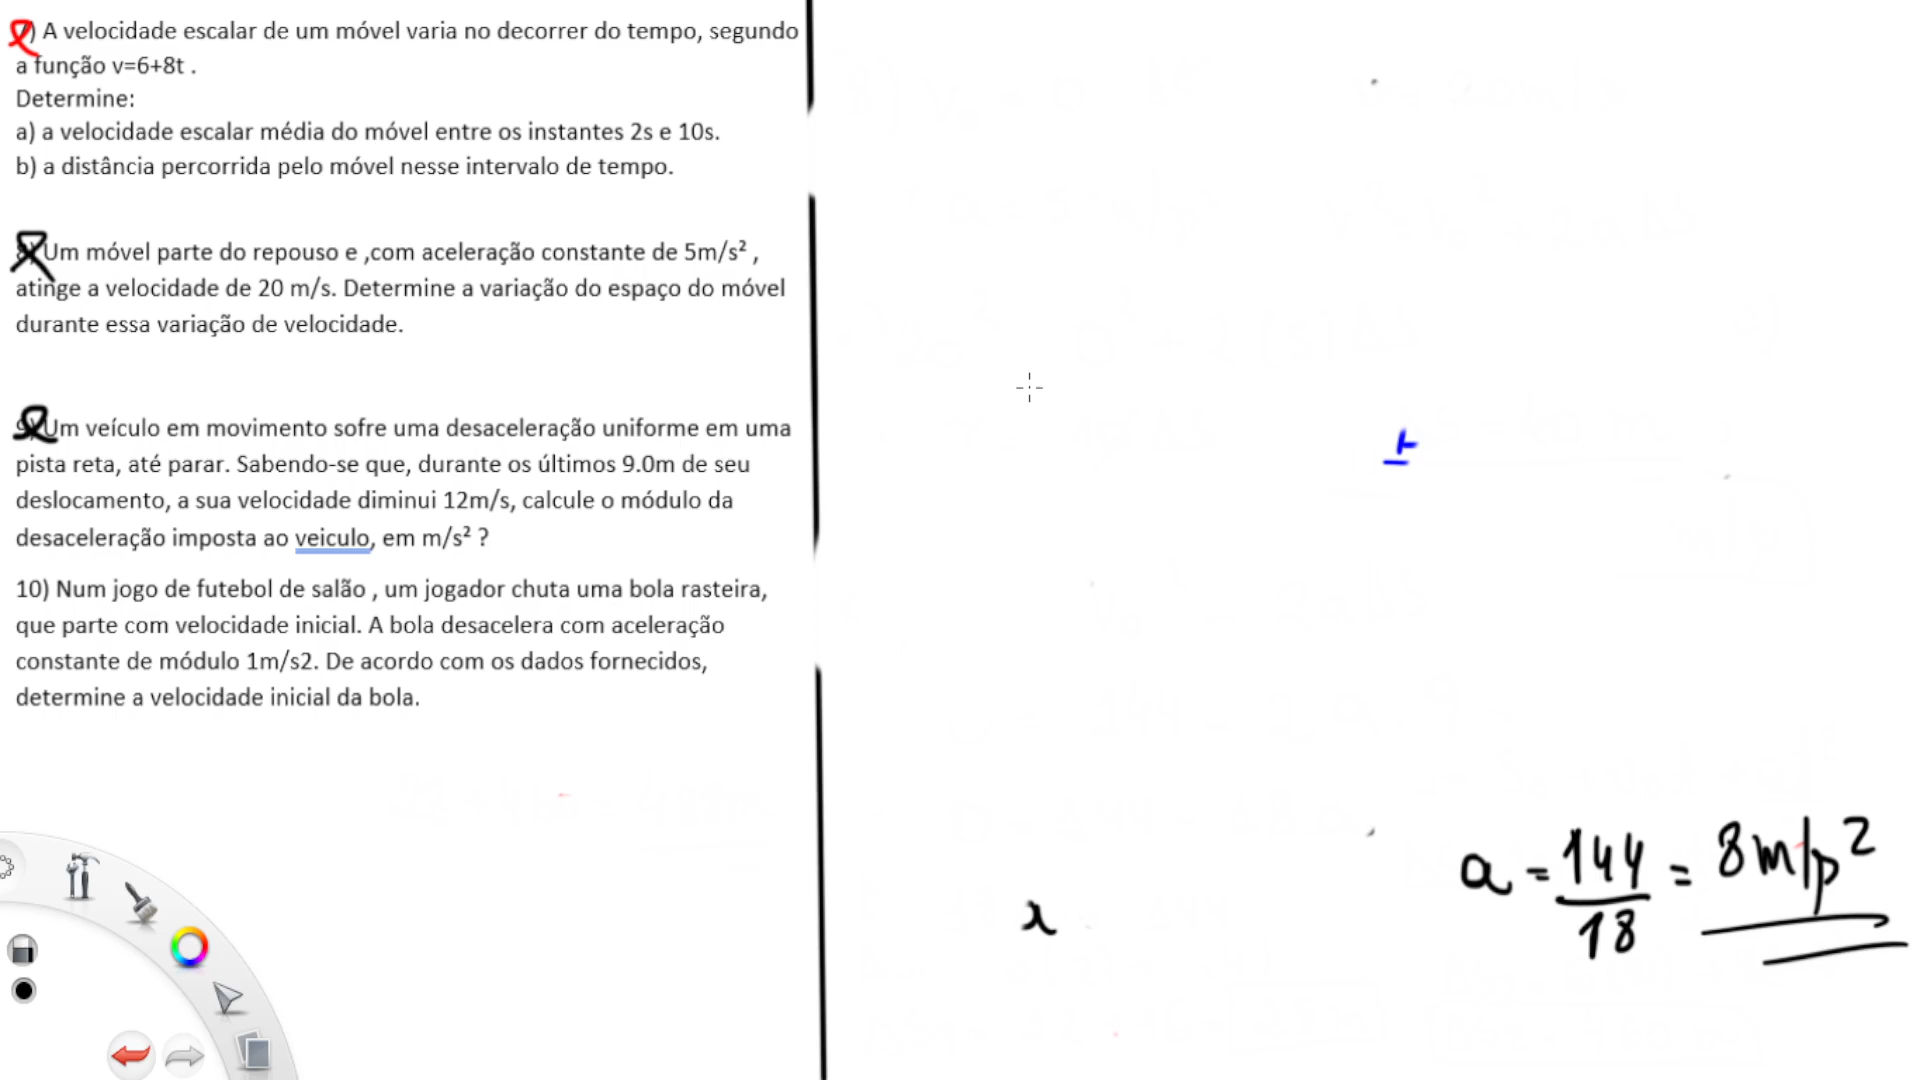 7) A velocidade escalar de um móvel varia no decorrer do tempo, segundo
a função v=6+8t .
Determine:
a) a velocidade escalar média do móvel entre os instantes 2s e 10s.
b) a distância percorrida pelo móvel nesse intervalo de tempo.
8) Um móvel parte do repouso e ,com aceleração constante de 5m/s² ,
atinge a velocidade de 20 m/s. Determine a variação do espaço do móvel
durante essa variação de velocidade.
9) Um veículo em movimento sofre uma desaceleração uniforme em uma
pista reta, até parar. Sabendo-se que, durante os últimos 9.0m de seu
deslocamento, a sua velocidade diminui 12m/s, calcule o módulo da
desaceleração imposta ao veiculo, em m/s² ?
10) Num jogo de futebol de salão , um jogador chuta uma bola rasteira,
que parte com velocidade inicial. A bola desacelera com aceleração
constante de módulo 1m/s2. De acordo com os dados fornecidos,
determine a velocidade inicial da bola.
a = 144/18 = 8m/s²